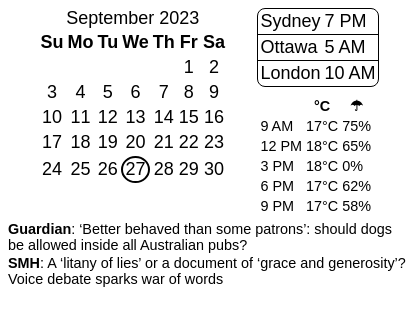 September 2023
Su Mo Tu We Th Fr Sa
1 2
3 4 5 6 7 8 9
10 11 12 13 14 15 16
17 18 19 20 21 22 23
24 25 26 27 28 29 30
Sydney 7 PM
Ottawa 5 AM
London 10 AM
°C ☂
9 AM 17°C 75%
12 PM 18°C 65%
3 PM 18°C 0%
6 PM 17°C 62%
9 PM 17°C 58%
Guardian: ‘Better behaved than some patrons’: should dogs
be allowed inside all Australian pubs?
SMH: A ‘litany of lies’ or a document of ‘grace and generosity’?
Voice debate sparks war of words